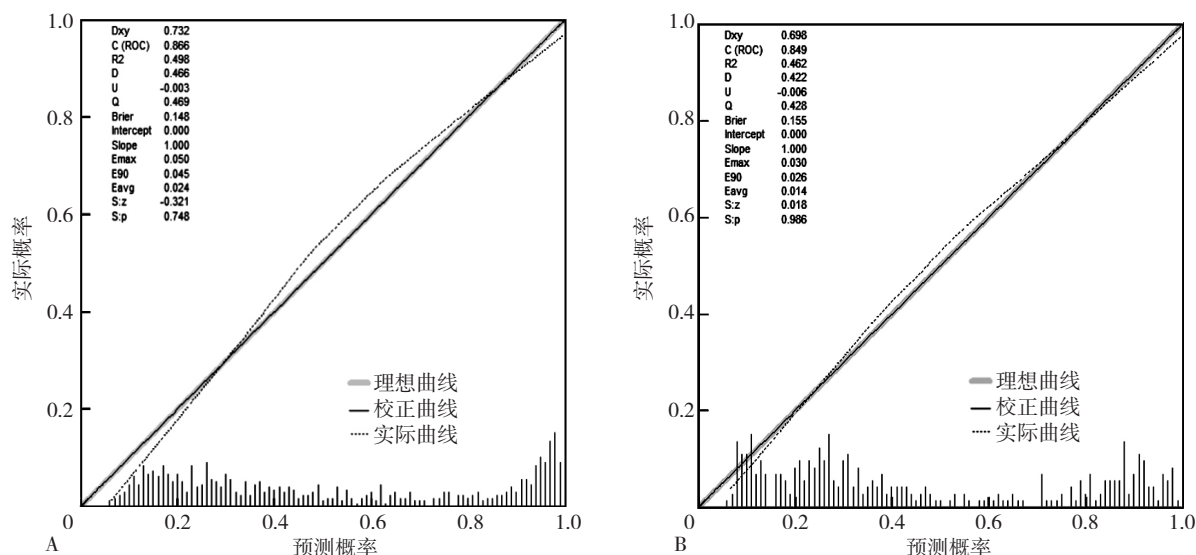 1.0
Dxy 0.732
C (ROC) 0.866
R2 0.498
D 0.466
U -0.003
Q 0.469
Brier 0.148
Intercept 0.000
Slope 1.000
Emax 0.050
E90 0.045
Eavg 0.024
S:z -0.321
S:p 0.748
0.8
0.6
0.4
0.2
实际概率
理想曲线
校正曲线
实际曲线
0 0.2 0.4 0.6 0.8 1.0
预测概率
A
1.0
Dxy 0.698
C (ROC) 0.849
R2 0.462
D 0.422
U -0.006
Q 0.428
Brier 0.155
Intercept 0.000
Slope 1.000
Emax 0.030
E90 0.026
Eavg 0.014
S:z 0.018
S:p 0.986
0.8
0.6
0.4
0.2
实际概率
理想曲线
校正曲线
实际曲线
0 0.2 0.4 0.6 0.8 1.0
预测概率
B